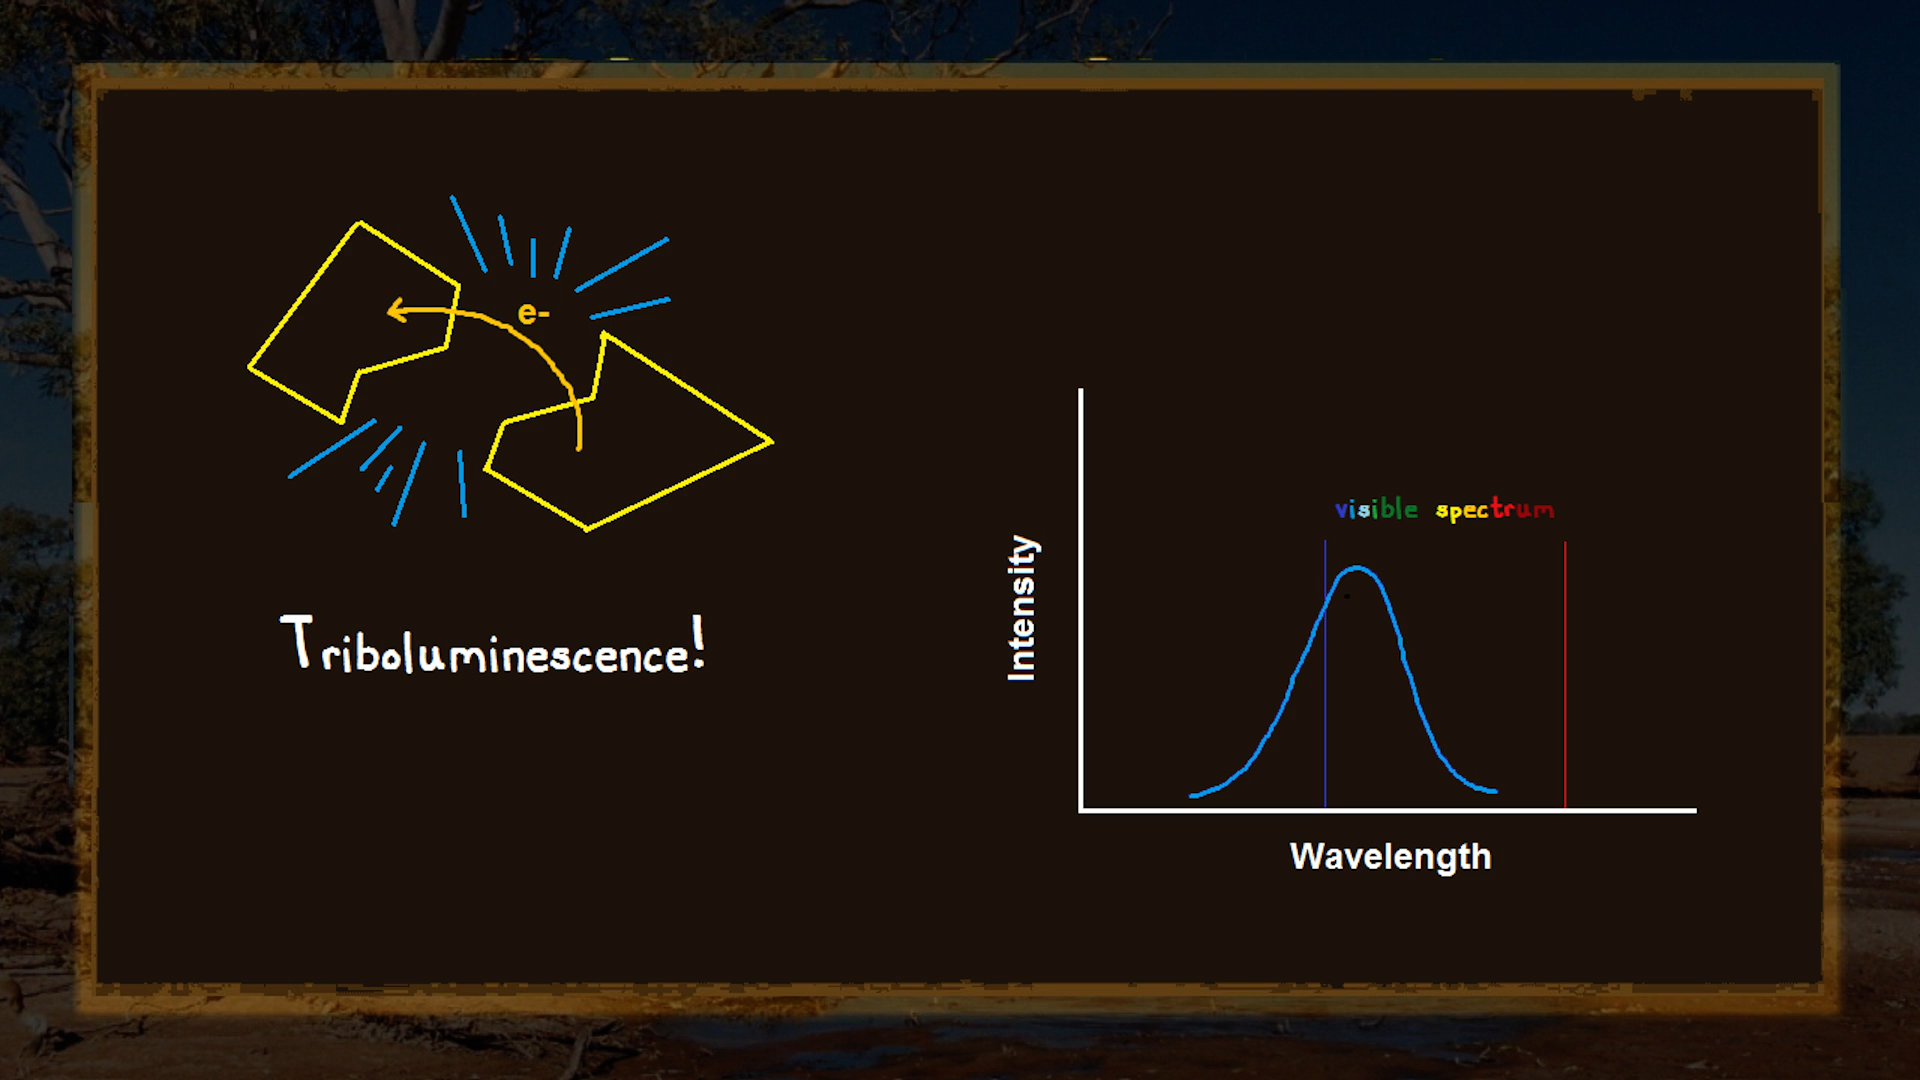 e-
Triboluminescence!
visible spectrum
Intensity
Wavelength